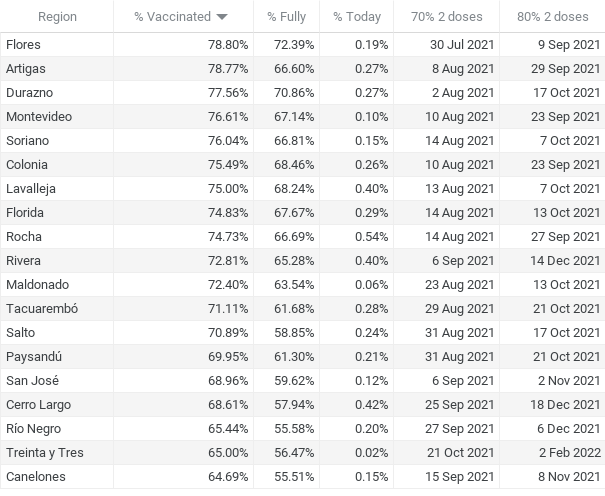 Region % Vaccinated % Fully % Today 70% 2 doses 80% 2 doses
Flores 78.80% 72.39% 0.19% 30 Jul 2021 9 Sep 2021
Artigas 78.77% 66.60% 0.27% 8 Aug 2021 29 Sep 2021
Durazno 77.56% 70.86% 0.27% 2 Aug 2021 17 Oct 2021
Montevideo 76.61% 67.14% 0.10% 10 Aug 2021 23 Sep 2021
Soriano 76.04% 66.81% 0.15% 14 Aug 2021 7 Oct 2021
Colonia 75.49% 68.46% 0.26% 10 Aug 2021 23 Sep 2021
Lavalleja 75.00% 68.24% 0.40% 13 Aug 2021 7 Oct 2021
Florida 74.83% 67.67% 0.29% 14 Aug 2021 13 Oct 2021
Rocha 74.73% 66.69% 0.54% 14 Aug 2021 27 Sep 2021
Rivera 72.81% 65.28% 0.40% 6 Sep 2021 14 Dec 2021
Maldonado 72.40% 63.54% 0.06% 23 Aug 2021 13 Oct 2021
Tacuarembó 71.11% 61.68% 0.28% 29 Aug 2021 21 Oct 2021
Salto 70.89% 58.85% 0.24% 31 Aug 2021 17 Oct 2021
Paysandú 69.95% 61.30% 0.21% 31 Aug 2021 21 Oct 2021
San José 68.96% 59.62% 0.12% 6 Sep 2021 2 Nov 2021
Cerro Largo 68.61% 57.94% 0.42% 25 Sep 2021 18 Dec 2021
Río Negro 65.44% 55.58% 0.20% 27 Sep 2021 6 Dec 2021
Treinta y Tres 65.00% 56.47% 0.02% 21 Oct 2021 2 Feb 2022
Canelones 64.69% 55.51% 0.15% 15 Sep 2021 8 Nov 2021